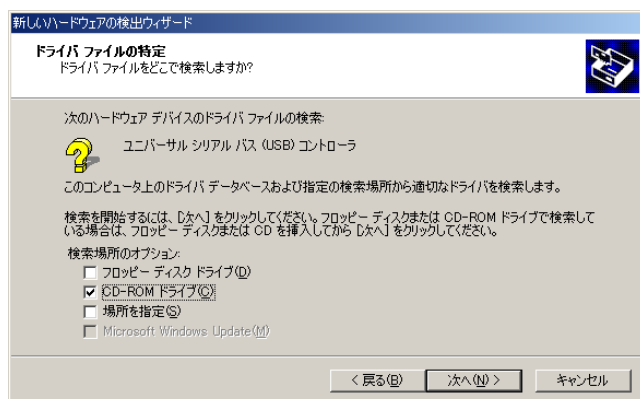 新しいハードウェアの検出ウィザード
ドライバ ファイルの特定
ドライバ ファイルをどこで検索しますか?
次のハードウェア デバイスのドライバ ファイルの検索:
ユニバーサル シリアル バス (USB) コントローラ
このコンピュータ上のドライバ データベースおよび指定の検索場所から適切なドライバを検索します。
検索を開始するには、[次へ] をクリックしてください。フロッピー ディスクまたは CD-ROM ドライブで検索して
いる場合は、フロッピー ディスクまたは CD を挿入してから [次へ] をクリックしてください。
検索場所のオプション:
フロッピー ディスク ドライブ(D)
CD-ROM ドライブ(C)
場所を指定(S)
Microsoft Windows Update(M)
< 戻る(B) 次へ(N) > キャンセル